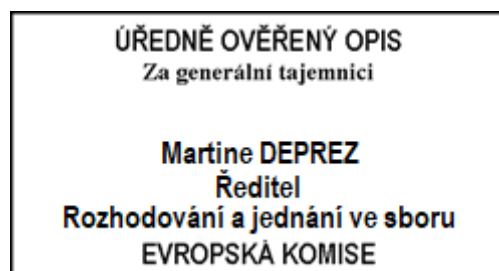 ÚŘEDNĚ OVĚŘENÝ OPIS
Za generální tajemnici
Martine DEPREZ
Ředitel
Rozhodování a jednání ve sboru
EVROPSKÁ KOMISE